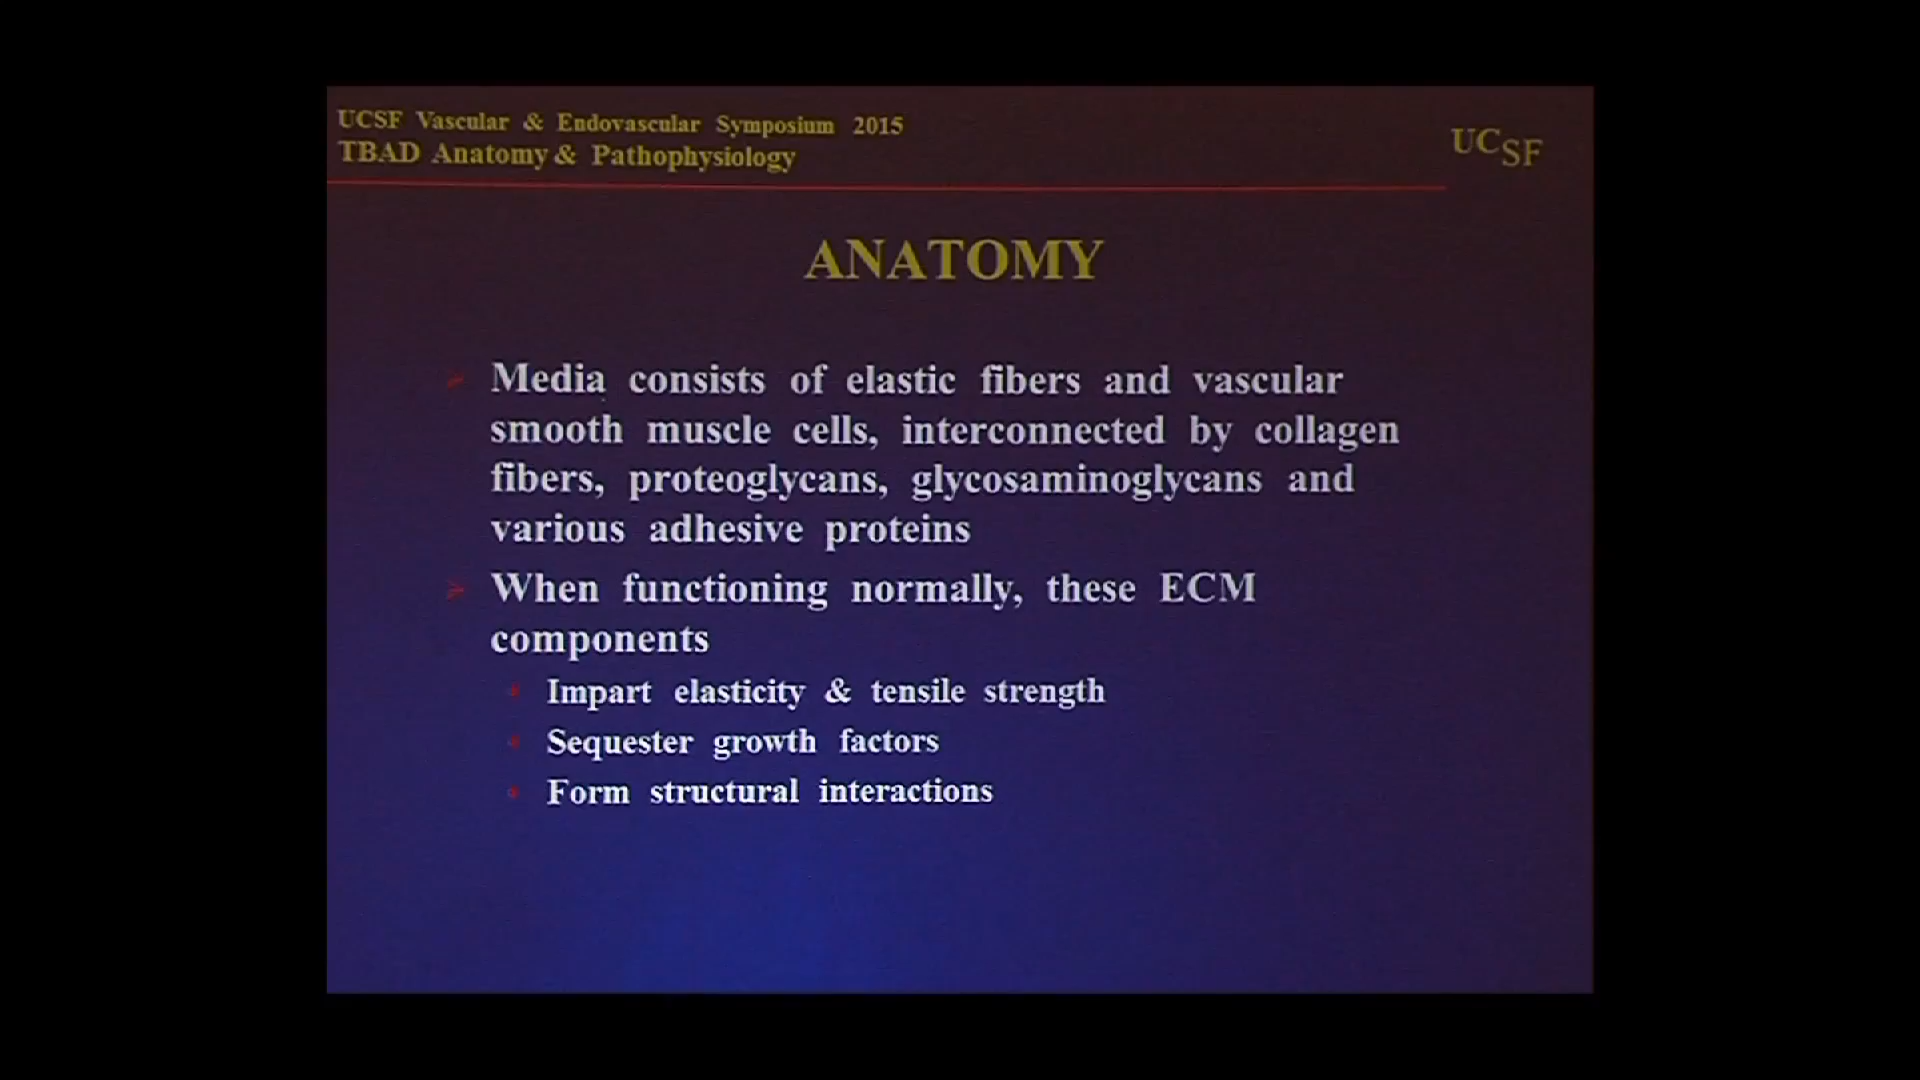 UCSF Vascular & Endovascular Symposium 2015
TBAD Anatomy & Pathophysiology
UCSF
ANATOMY
Media consists of elastic fibers and vascular
smooth muscle cells, interconnected by collagen
fibers, proteoglycans, glycosaminoglycans and
various adhesive proteins
When functioning normally, these ECM
components
Impart elasticity & tensile strength
Sequester growth factors
Form structural interactions